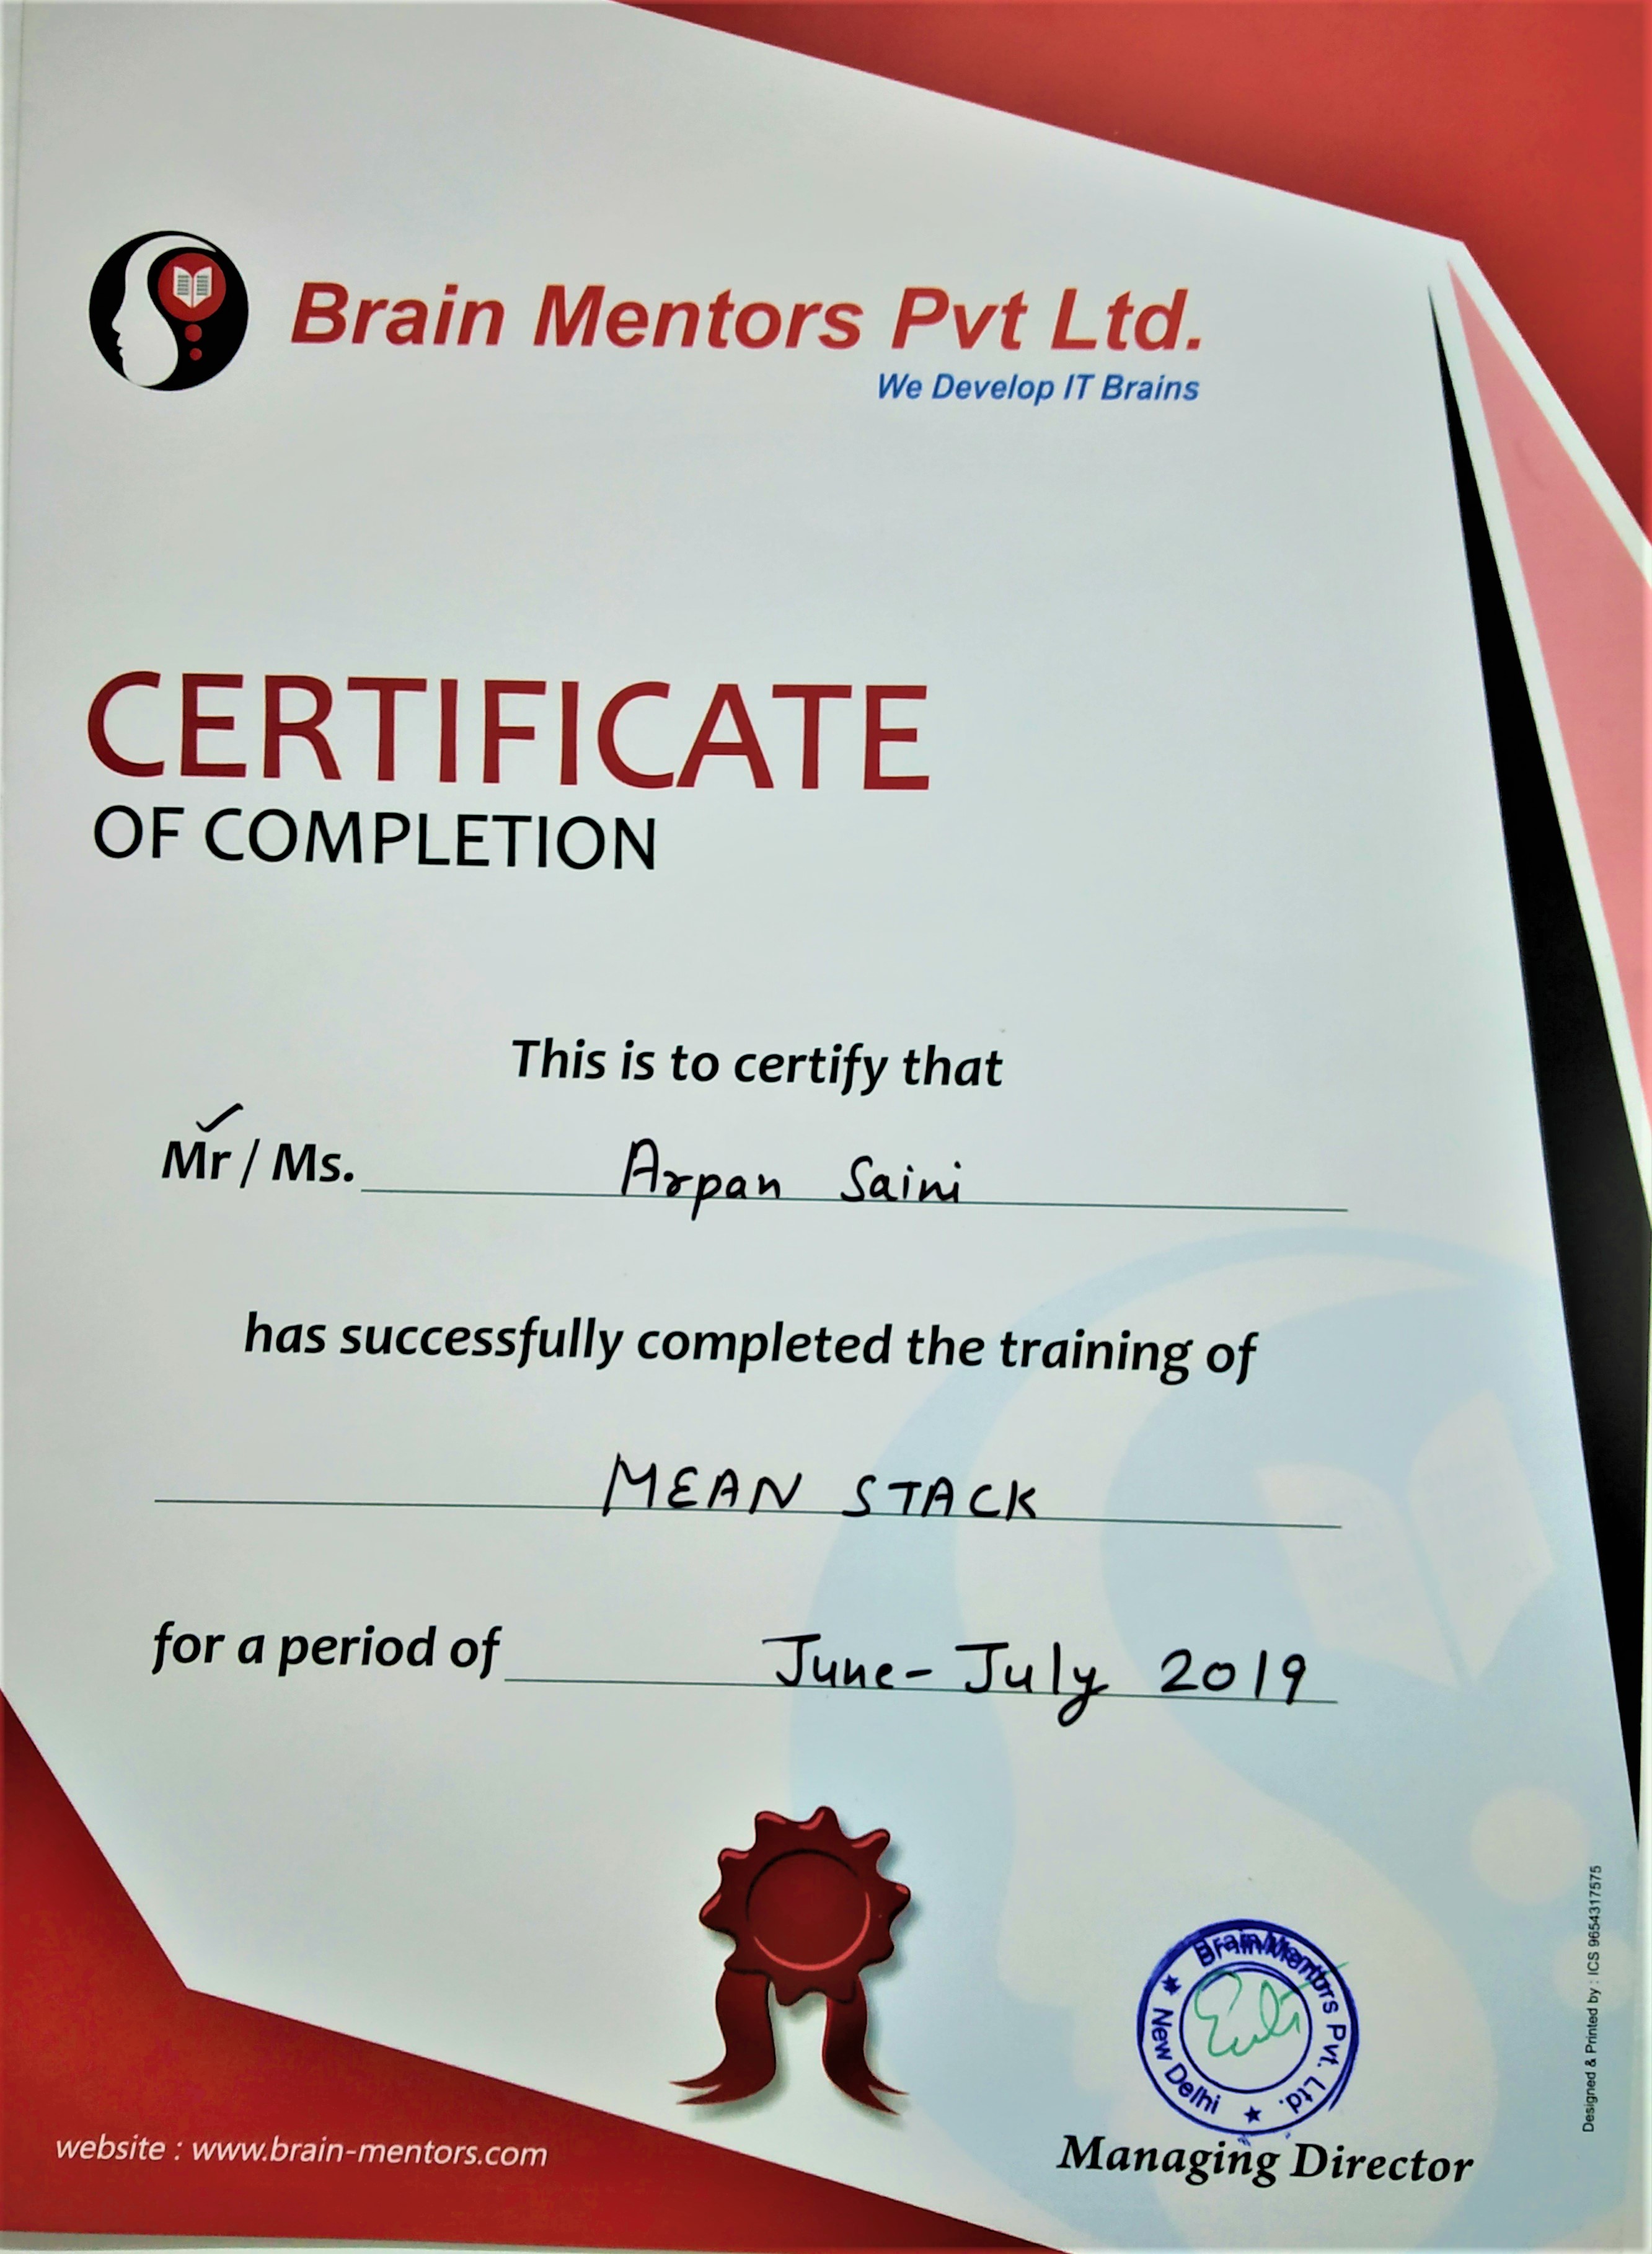 Brain Mentors Pvt Ltd.
We Develop IT Brains
CERTIFICATE
OF COMPLETION
This is to certify that
Mr / Ms. Arpan Saini
has successfully completed the training of
MEAN STACK
for a period of June - July 2019
Brain Mentors Pvt. Ltd.
New Delhi
Managing Director
website : www.brain-mentors.com
Designed & Printed by : ICS 9654317575